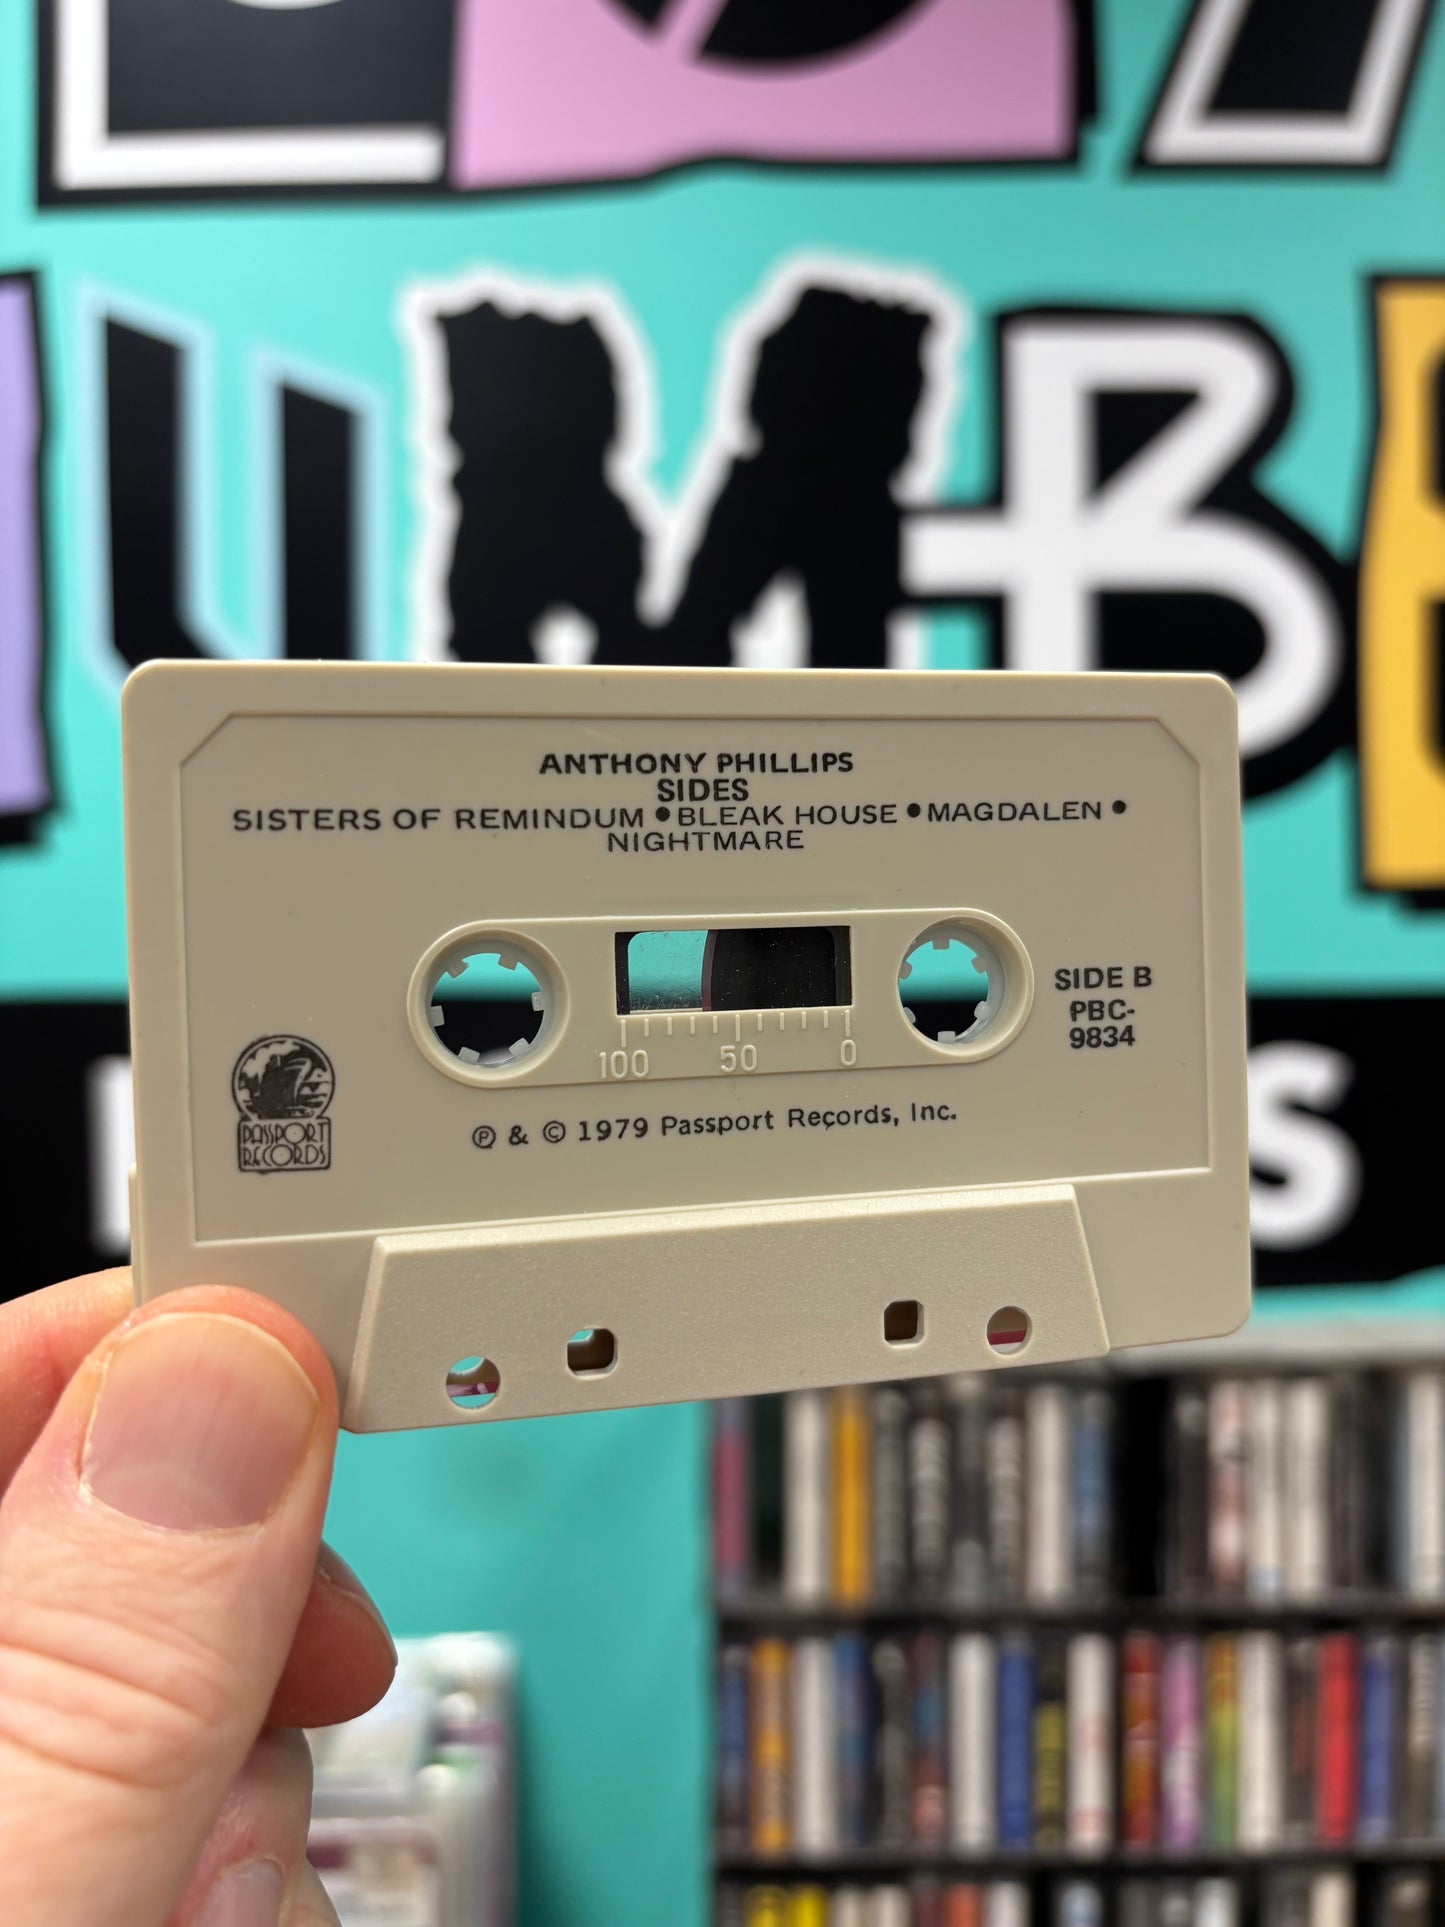 UMB
ANTHONY PHILLIPS
SIDES
SISTERS OF REMINDUM • BLEAK HOUSE • MAGDALEN •
NIGHTMARE
SIDE B
PBC-
9834
100 50 0
PASSPORT
RECORDS
℗ & © 1979 Passport Records, Inc.